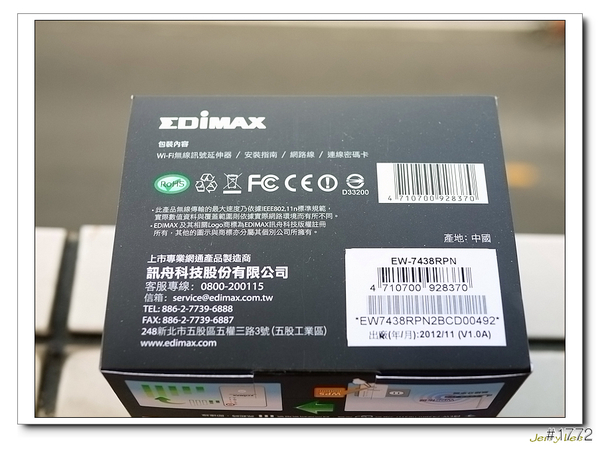 EDIMAX
包裝內容
Wi-Fi無線訊號延伸器 / 安裝指南 / 網路線 / 連線密碼卡
RoHS FC CE D33200
4 710700 928370
・此產品無線傳輸的最大速度乃依據IEEE802.11n標準規範，
實際數值資料與覆蓋範圍則依據實際網路環境而有所不同。
・EDIMAX 及其相關Logo商標為EDIMAX訊舟科技版權註冊
所有，其他的圖示與商標亦分屬其個別公司所擁有。
產地: 中國
上市專業網通產品製造商
訊舟科技股份有限公司
客服專線: 0800-200115
信箱: service@edimax.com.tw
TEL: 886-2-7739-6888
FAX: 886-2-7739-6887
248新北市五股區五權三路3號 (五股工業區)
www.edimax.com
EW-7438RPN
4 710700 928370
*EW7438RPN2BCD00492*
出廠(年/月):2012/11 (V1.0A)
WPS
Jerry Lee
#1772